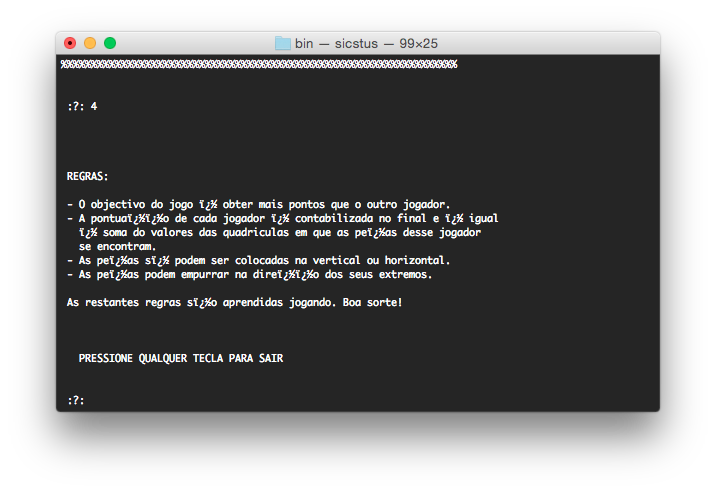 bin — sicstus — 99×25
%%%%%%%%%%%%%%%%%%%%%%%%%%%%%%%%%%%%%%%%%%%%%%%%%%%%%%%%%%%%%%%%%%
:?: 4
REGRAS:
- O objectivo do jogo ï¿½ obter mais pontos que o outro jogador.
- A pontuaï¿½ï¿½o de cada jogador ï¿½ contabilizada no final e ï¿½ igual
ï¿½ soma do valores das quadriculas em que as peï¿½as desse jogador
se encontram.
- As peï¿½as sï¿½ podem ser colocadas na vertical ou horizontal.
- As peï¿½as podem empurrar na direï¿½ï¿½o dos seus extremos.
As restantes regras sï¿½o aprendidas jogando. Boa sorte!
PRESSIONE QUALQUER TECLA PARA SAIR
:?: